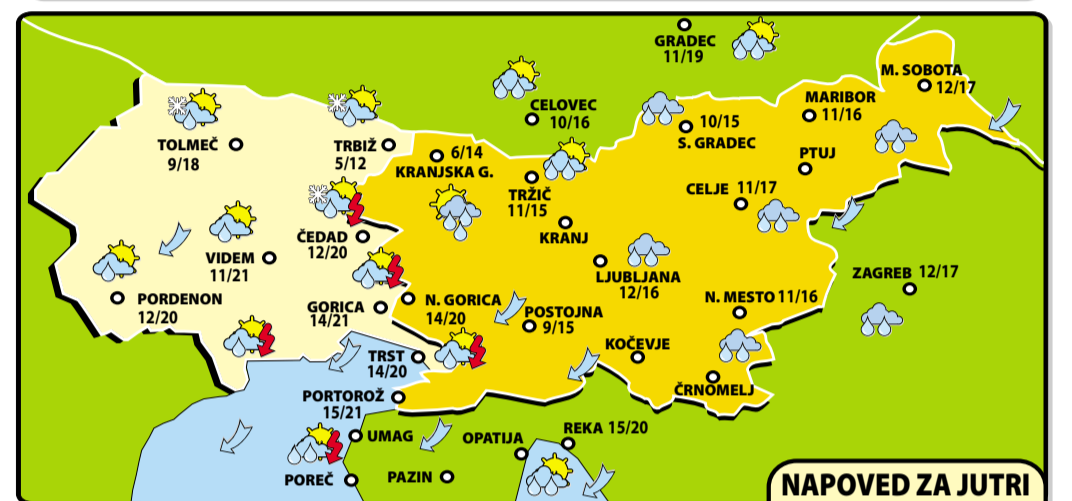 GRADEC
11/19
M. SOBOTA
12/17
CELOVEC
10/16
MARIBOR
11/16
10/15
S. GRADEC
TOLMEČ
9/18
TRBIŽ
5/12
6/14
KRANJSKA G.
PTUJ
TRŽIČ
11/15
CELJE 11/17
KRANJ
ČEDAD
12/20
VIDEM
11/21
LJUBLJANA
12/16
ZAGREB 12/17
PORDENON
12/20
GORICA
14/21
N. GORICA
14/20
N. MESTO 11/16
POSTOJNA
9/15
KOČEVJE
TRST
14/20
ČRNOMELJ
PORTOROŽ
15/21
UMAG
OPATIJA
REKA 15/20
POREČ
PAZIN
NAPOVED ZA JUTRI